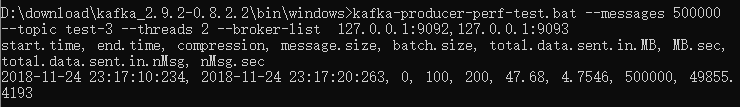 D:\download\kafka_2.9.2-0.8.2.2\bin\windows>kafka-producer-perf-test.bat --messages 500000
--topic test-3 --threads 2 --broker-list  127.0.0.1:9092,127.0.0.1:9093
start.time, end.time, compression, message.size, batch.size, total.data.sent.in.MB, MB.sec,
total.data.sent.in.nMsg, nMsg.sec
2018-11-24 23:17:10:234, 2018-11-24 23:17:20:263, 0, 100, 200, 47.68, 4.7546, 500000, 49855.
4193